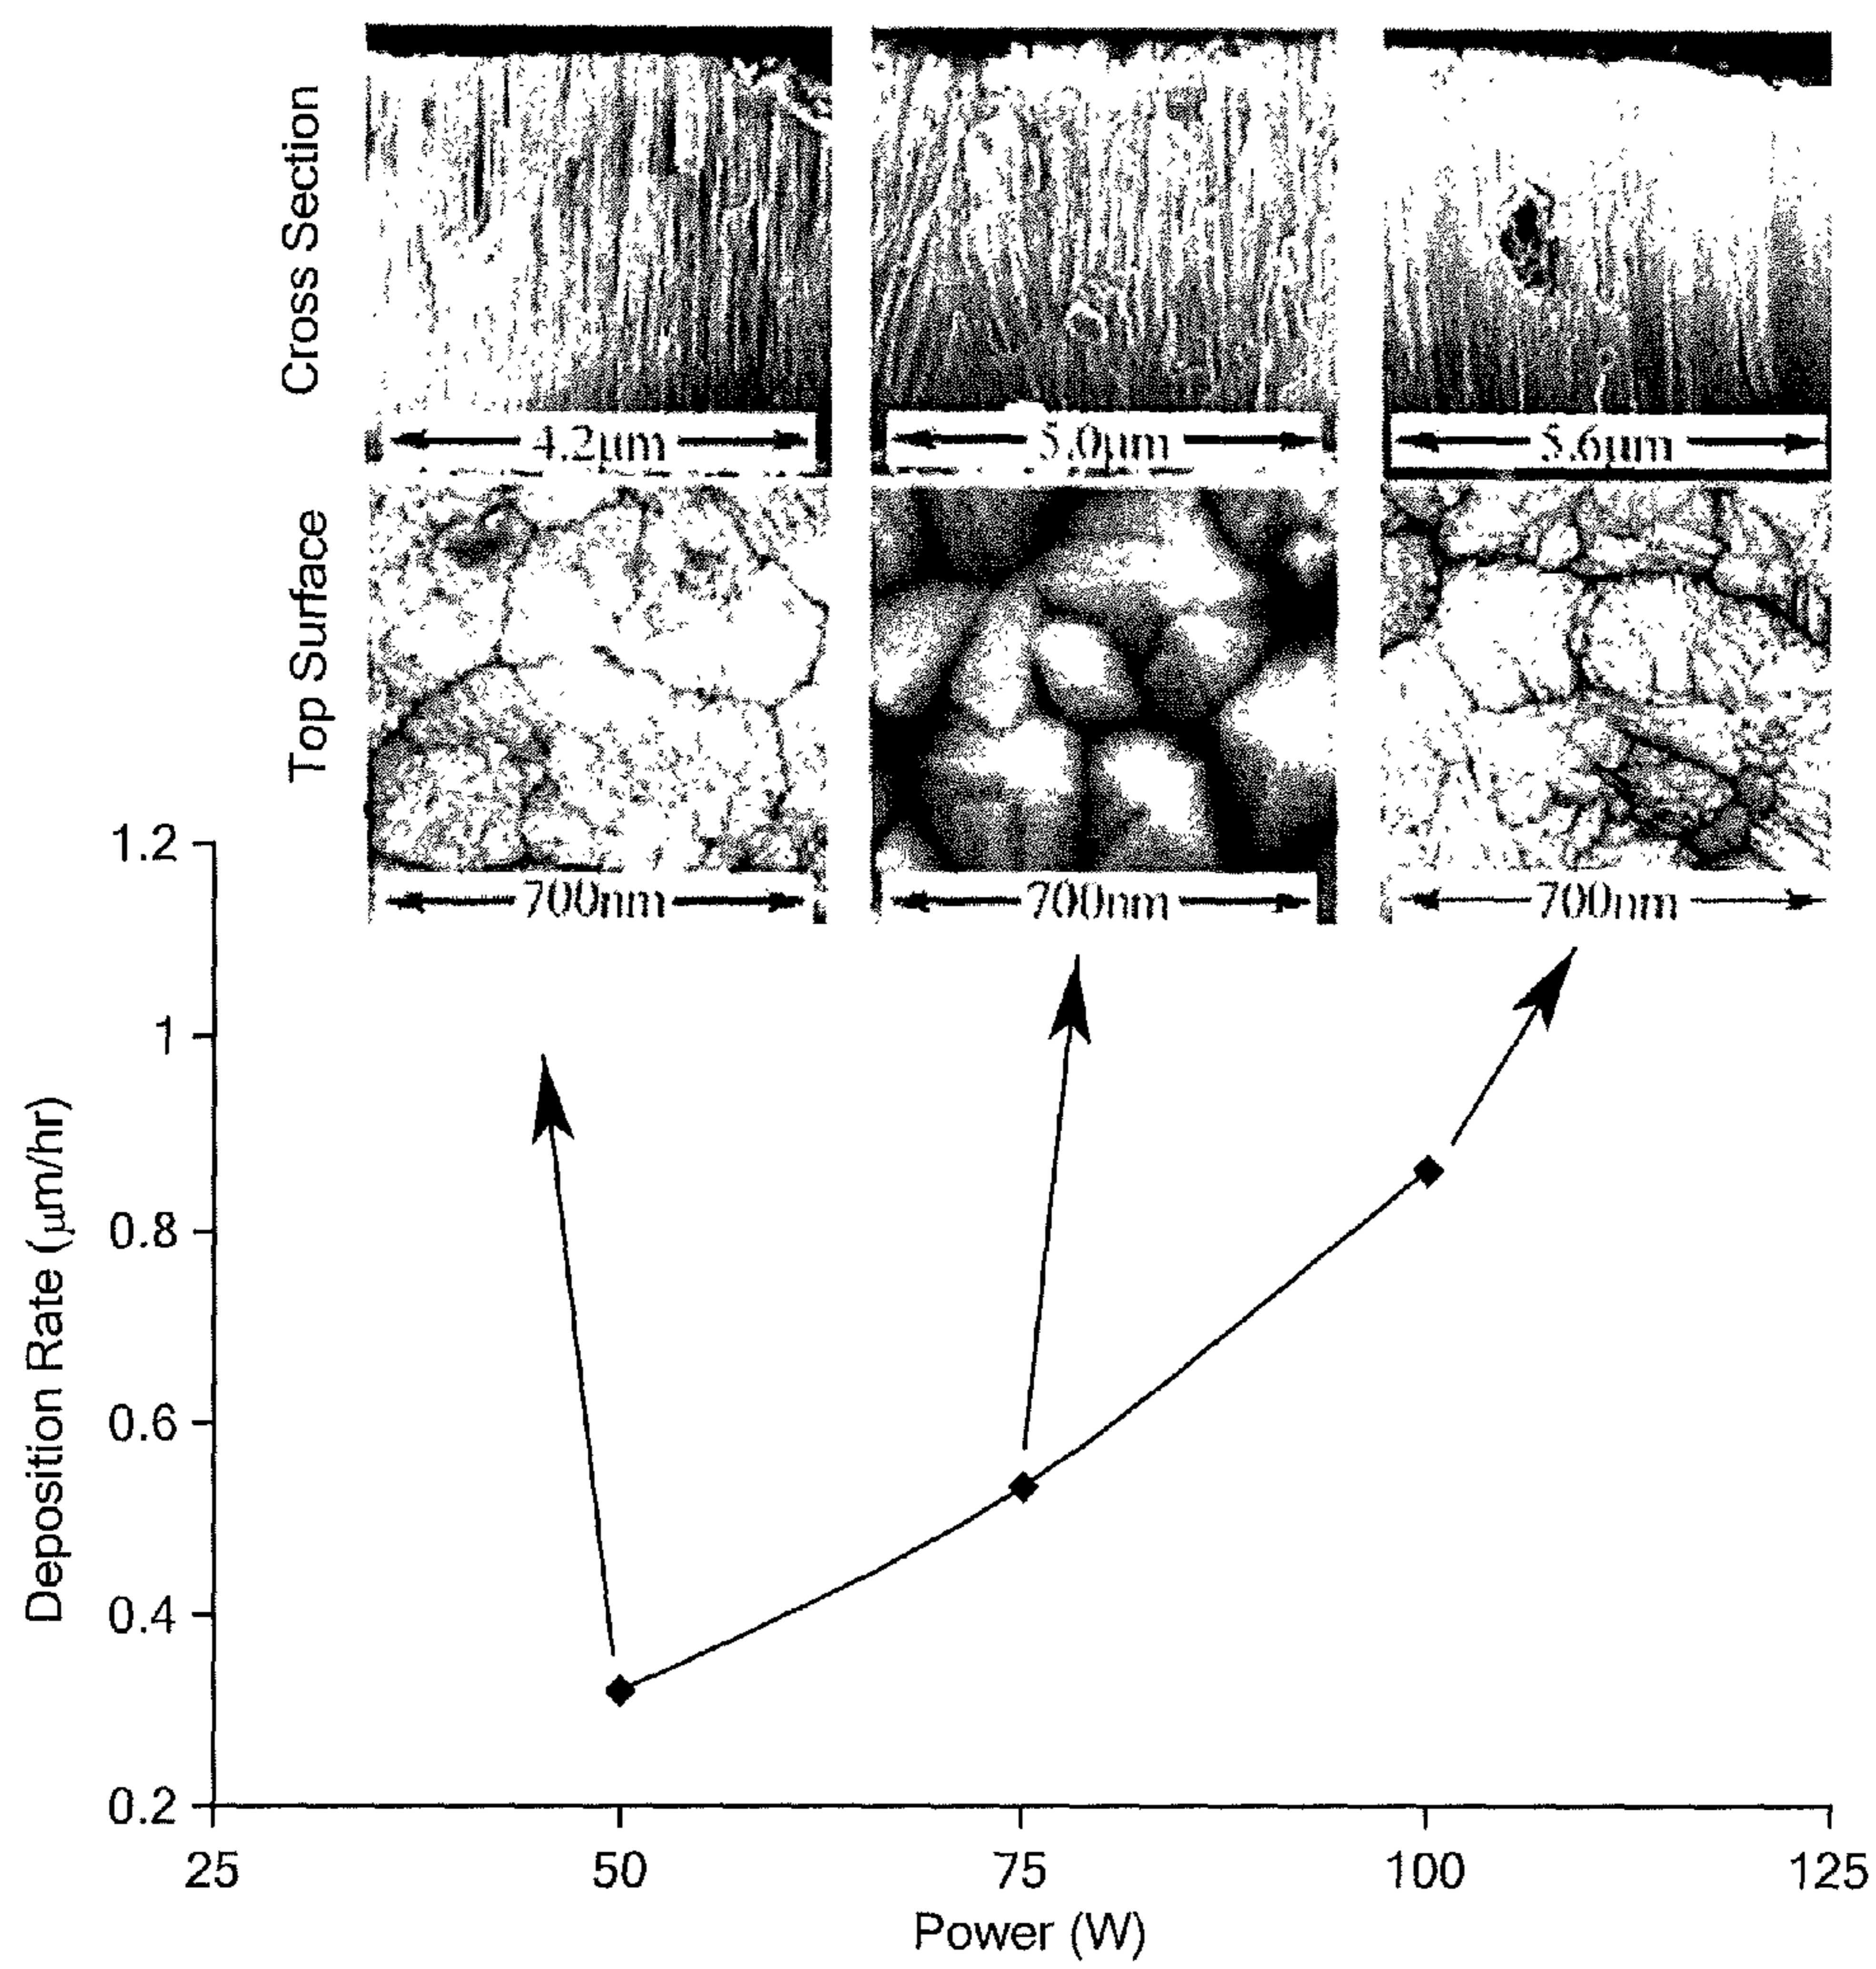 Cross Section
4.2µm
5.0µm
5.6µm
Top Surface
700nm
700nm
700nm
Deposition Rate (µm/hr)
1.2
1
0.8
0.6
0.4
0.2
25
50
75
100
125
Power (W)